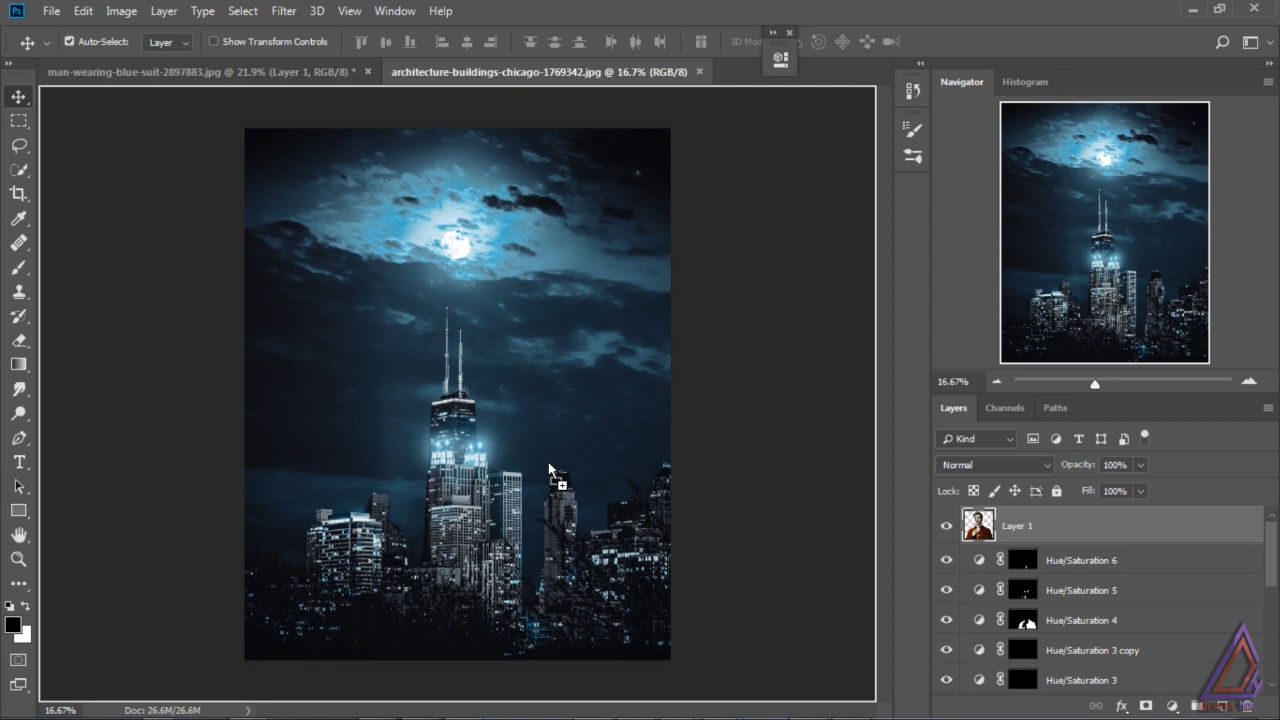 Ps File Edit Image Layer Type Select Filter 3D View Window Help
Auto-Select: Layer Show Transform Controls 3D Mod
man-wearing-blue-suit-2897883.jpg @ 21.9% (Layer 1, RGB/8) *
architecture-buildings-chicago-1769342.jpg @ 16.7% (RGB/8)
Navigator Histogram
16.67%
Layers Channels Paths
Kind
Normal Opacity: 100%
Lock: Fill: 100%
Layer 1
Hue/Saturation 6
Hue/Saturation 5
Hue/Saturation 4
Hue/Saturation 3 copy
Hue/Saturation 3
fx
16.67% Doc: 26.6M/26.6M